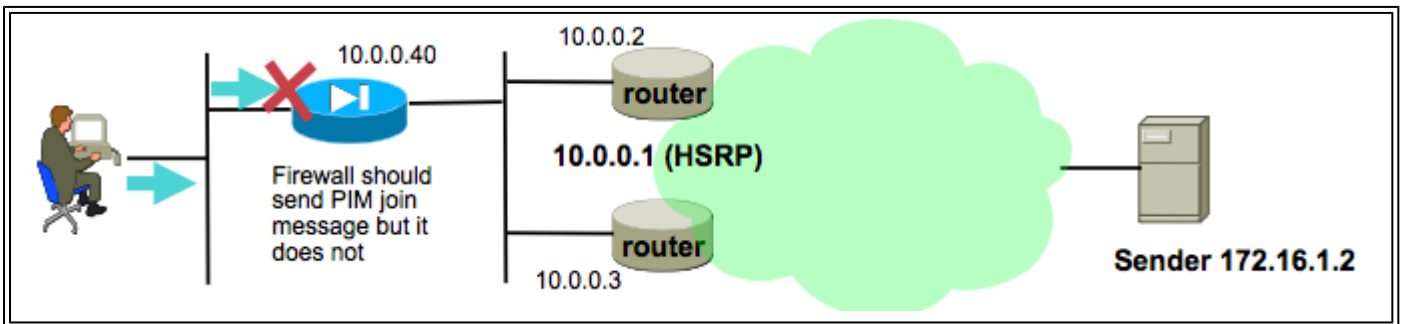 10.0.0.40
10.0.0.2
router
10.0.0.1 (HSRP)
Firewall should
send PIM join
message but it
does not
router
10.0.0.3
Sender 172.16.1.2